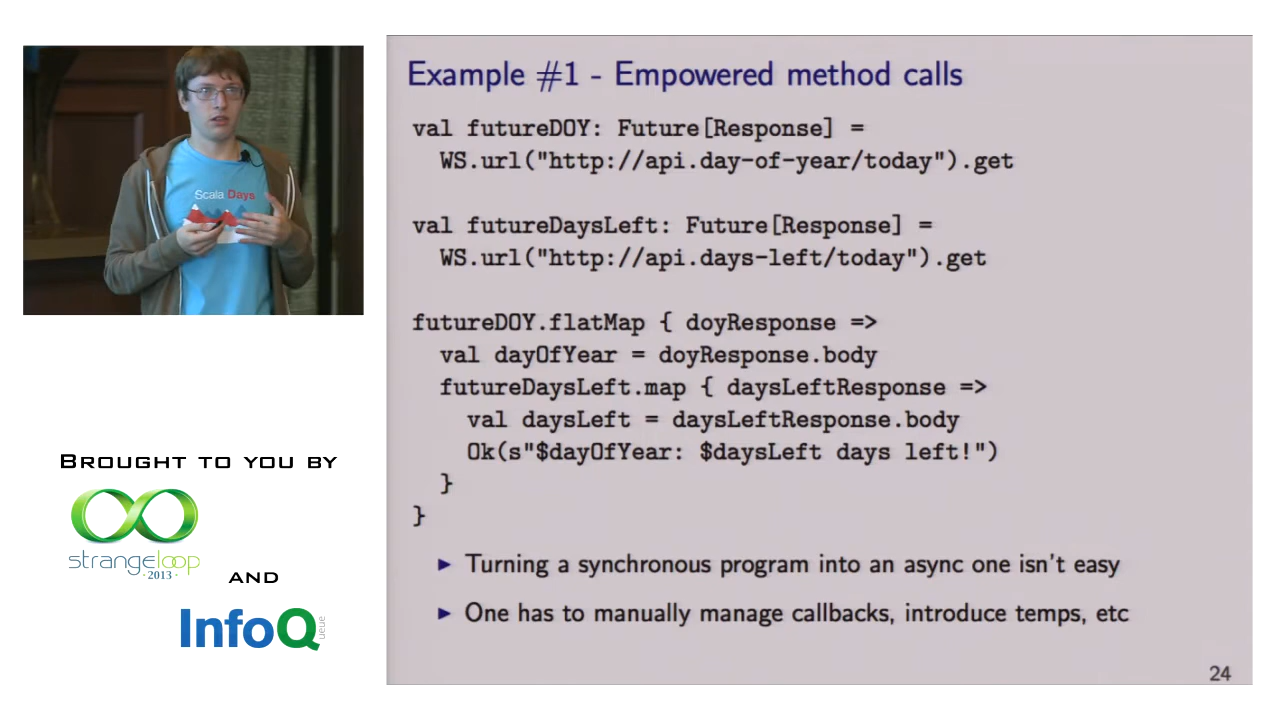 Scala Days
BROUGHT TO YOU BY
strangeloop
· 2013 ·
AND
InfoQ
ueue
Example #1 - Empowered method calls
val futureDOY: Future[Response] =
  WS.url("http://api.day-of-year/today").get
val futureDaysLeft: Future[Response] =
  WS.url("http://api.days-left/today").get
futureDOY.flatMap { doyResponse =>
  val dayOfYear = doyResponse.body
  futureDaysLeft.map { daysLeftResponse =>
    val daysLeft = daysLeftResponse.body
    Ok(s"$dayOfYear: $daysLeft days left!")
  }
}
▶ Turning a synchronous program into an async one isn't easy
▶ One has to manually manage callbacks, introduce temps, etc
24